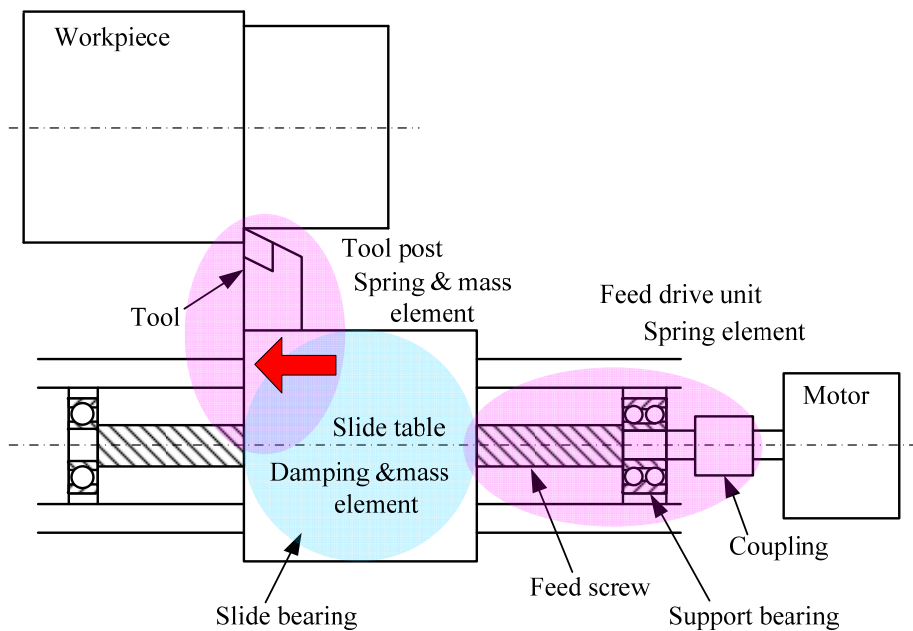 Workpiece
Tool post
Spring & mass
element
Tool
Feed drive unit
Spring element
Motor
Slide table
Damping &mass
element
Coupling
Feed screw
Slide bearing
Support bearing